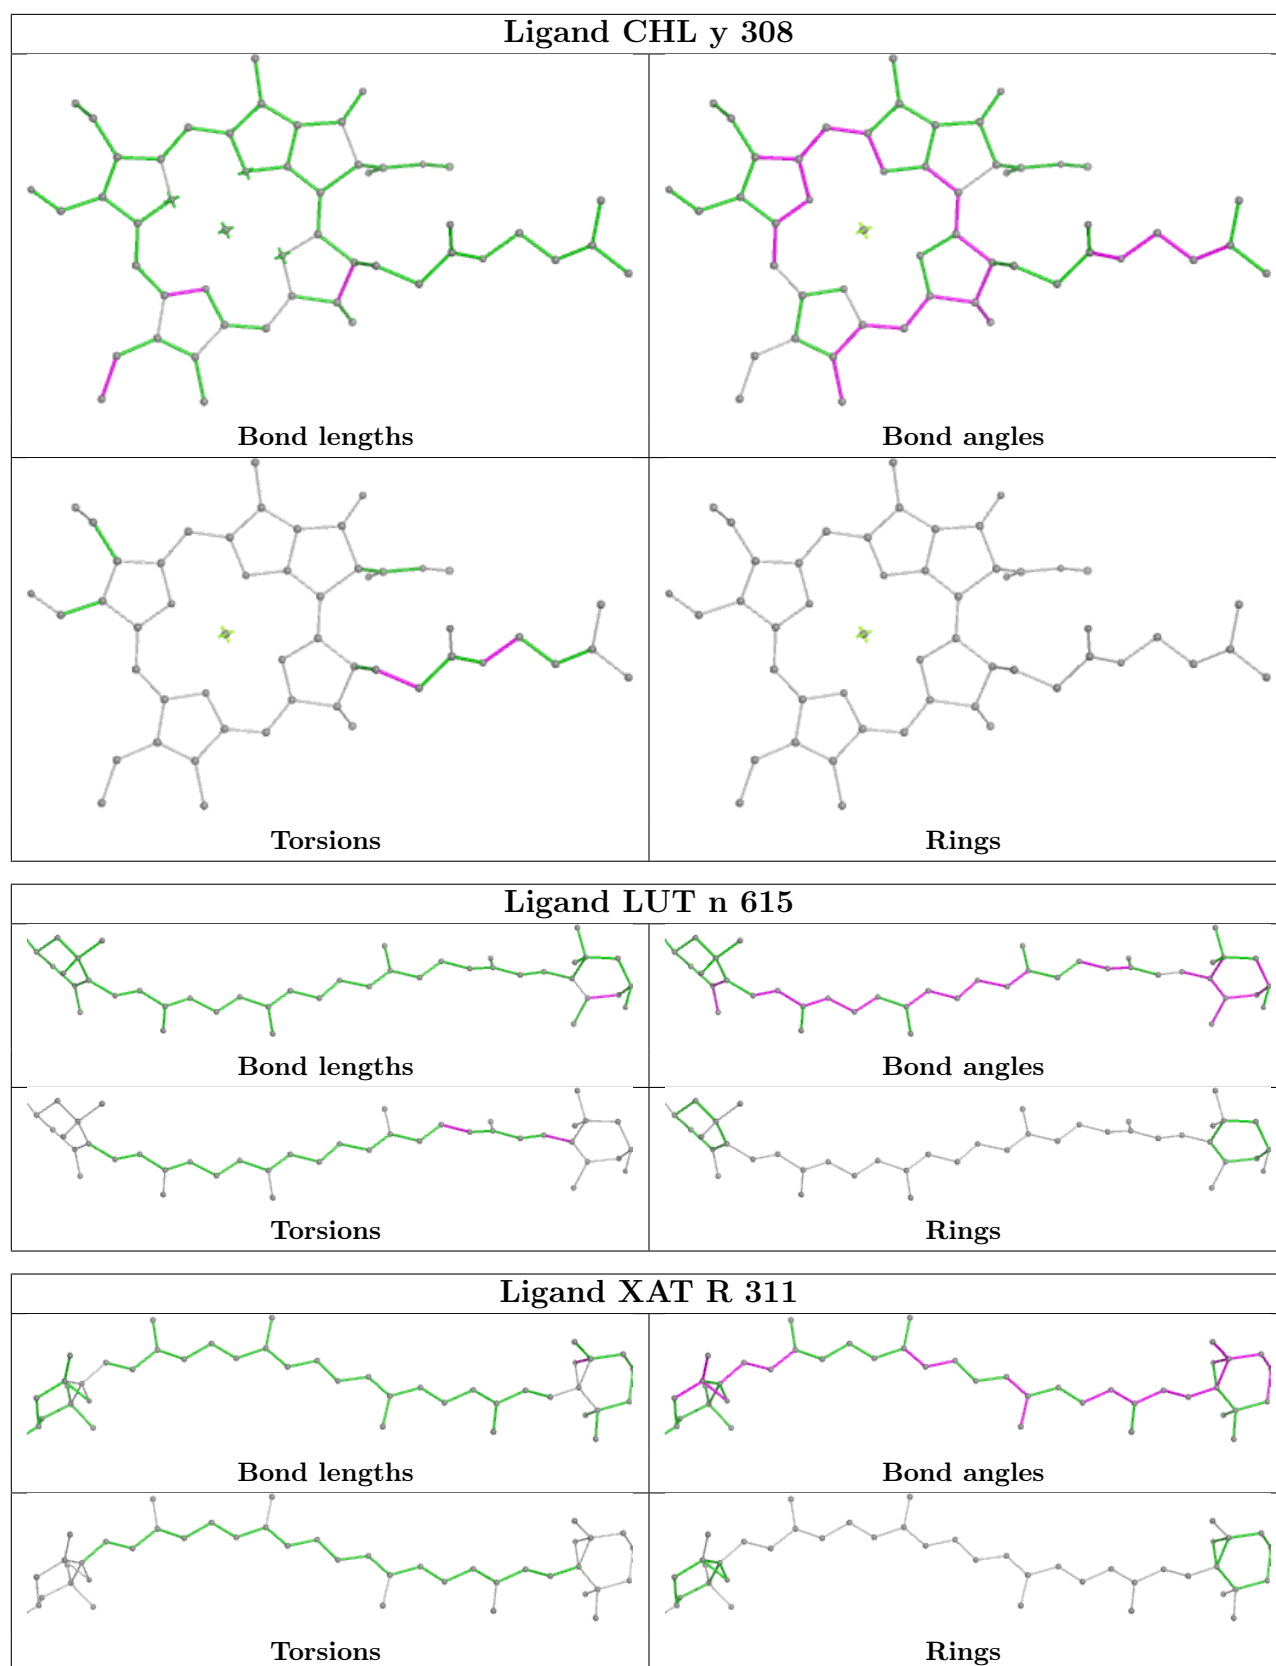 Ligand CHL y 308
Bond lengths
Bond angles
Torsions
Rings
Ligand LUT n 615
Bond lengths
Bond angles
Torsions
Rings
Ligand XAT R 311
Bond lengths
Bond angles
Torsions
Rings